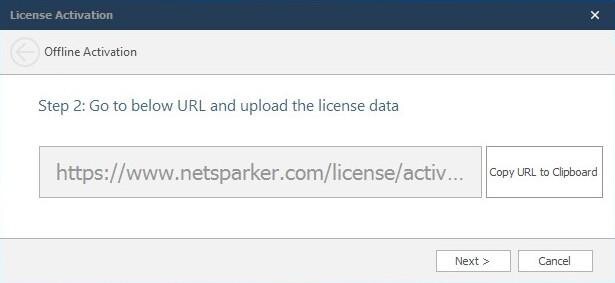 License Activation
Offline Activation
Step 2: Go to below URL and upload the license data
https://www.netsparker.com/license/activ...
Copy URL to Clipboard
Next >
Cancel